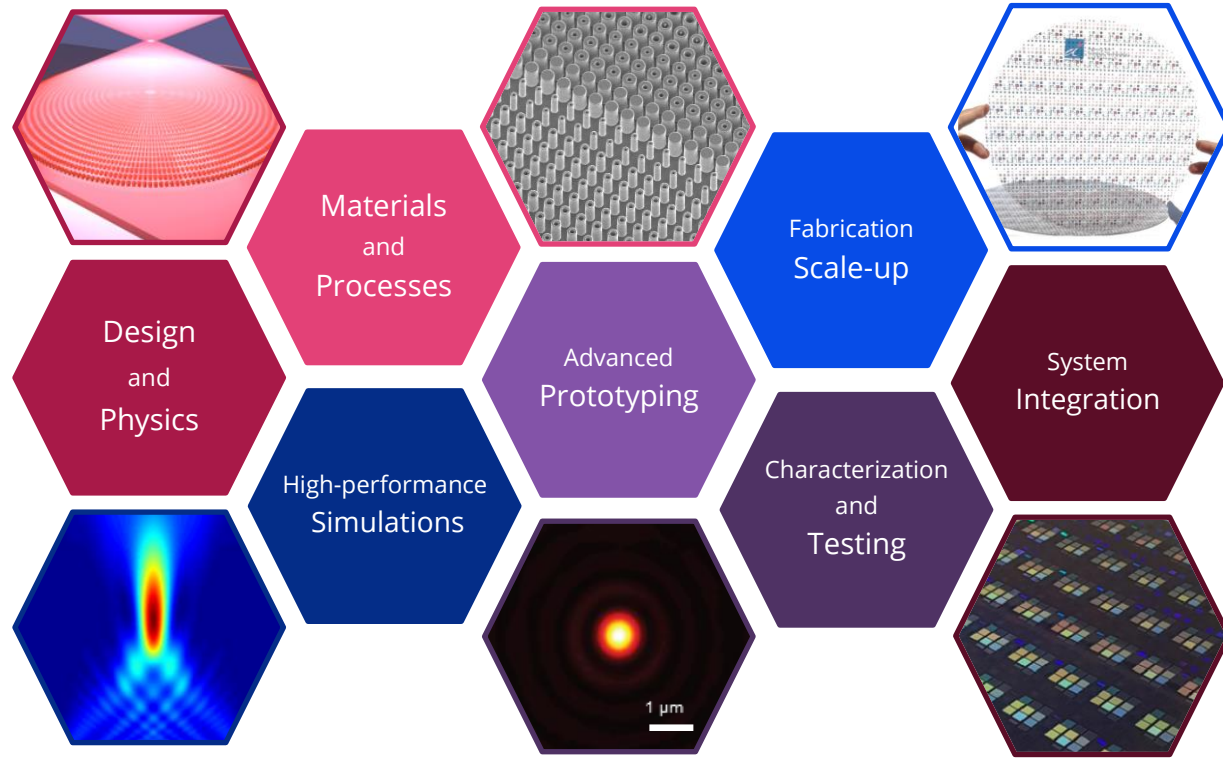 Materials
and
Processes
Fabrication
Scale-up
Design
and
Physics
Advanced
Prototyping
System
Integration
High-performance
Simulations
Characterization
and
Testing
1 µm